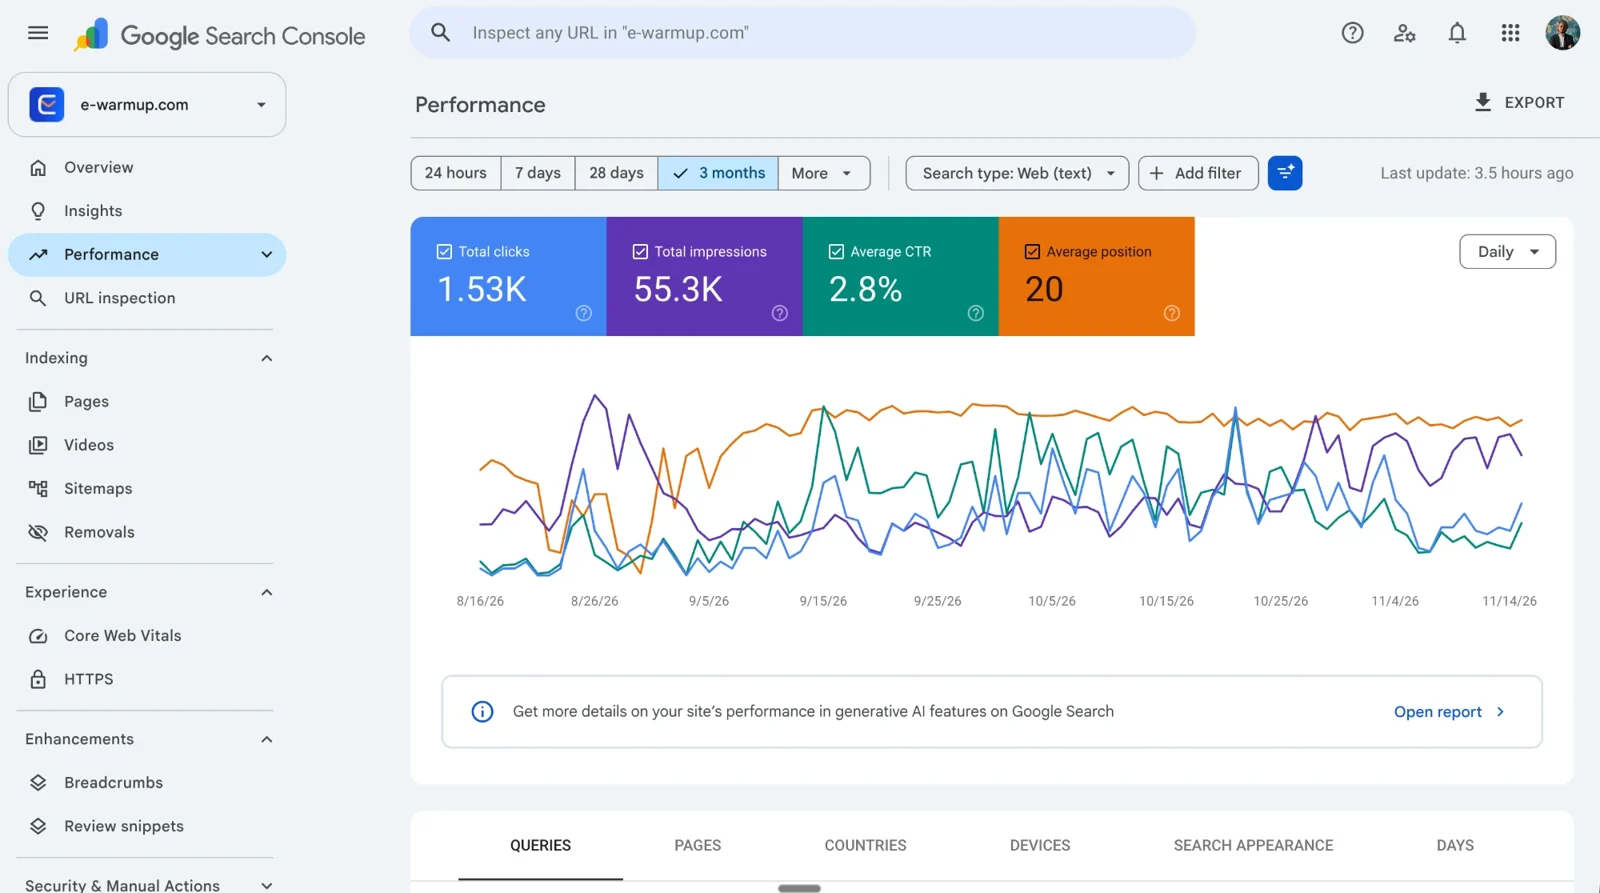 Google Search Console
Inspect any URL in "e-warmup.com"
e-warmup.com
Performance
EXPORT
Overview
Insights
Performance
URL inspection
Indexing
Pages
Videos
Sitemaps
Removals
Experience
Core Web Vitals
HTTPS
Enhancements
Breadcrumbs
Review snippets
Security & Manual Actions
24 hours 7 days 28 days 3 months More
Search type: Web (text)
Add filter
Last update: 3.5 hours ago
Total clicks
1.53K
Total impressions
55.3K
Average CTR
2.8%
Average position
20
Daily
8/16/26 8/26/26 9/5/26 9/15/26 9/25/26 10/5/26 10/15/26 10/25/26 11/4/26 11/14/26
Get more details on your site's performance in generative AI features on Google Search
Open report
QUERIES PAGES COUNTRIES DEVICES SEARCH APPEARANCE DAYS